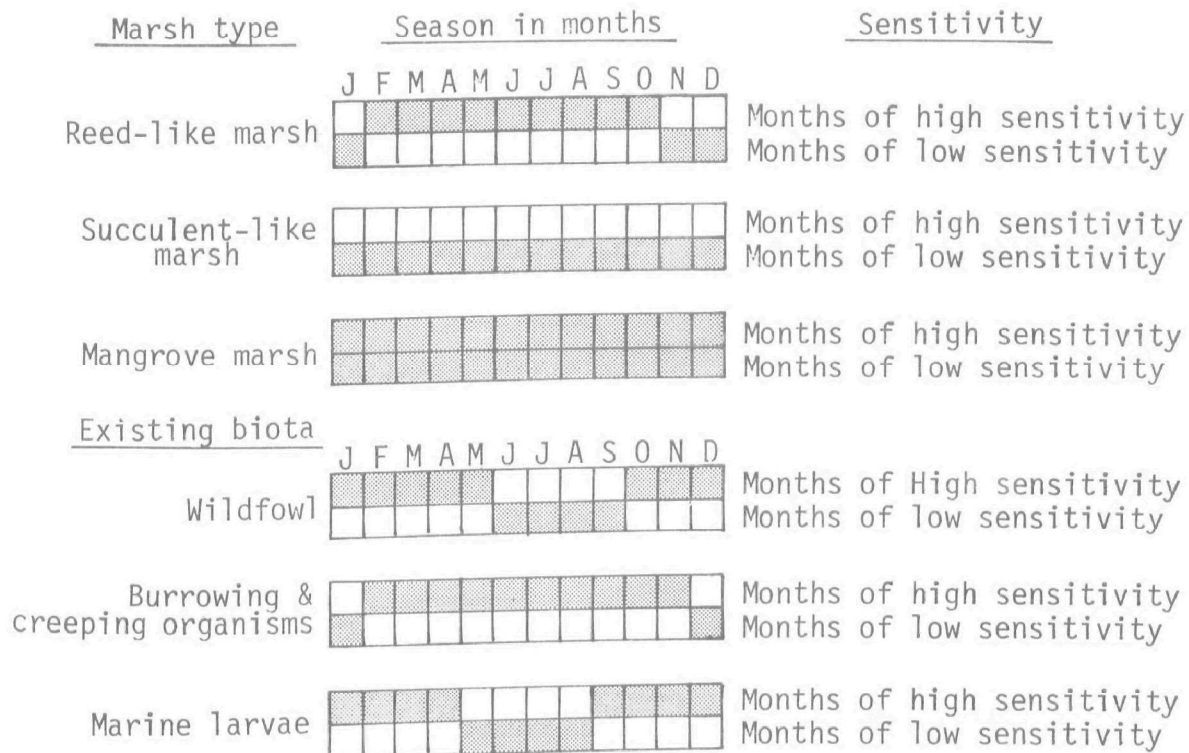 Marsh type Season in months Sensitivity
J F M A M J J A S O N D
Reed-like marsh Months of high sensitivity
Months of low sensitivity
Succulent-like Months of high sensitivity
marsh Months of low sensitivity
Mangrove marsh Months of high sensitivity
Months of low sensitivity
Existing biota
J F M A M J J A S O N D
Wildfowl Months of High sensitivity
Months of low sensitivity
Burrowing & Months of high sensitivity
creeping organisms Months of low sensitivity
Marine larvae Months of high sensitivity
Months of low sensitivity